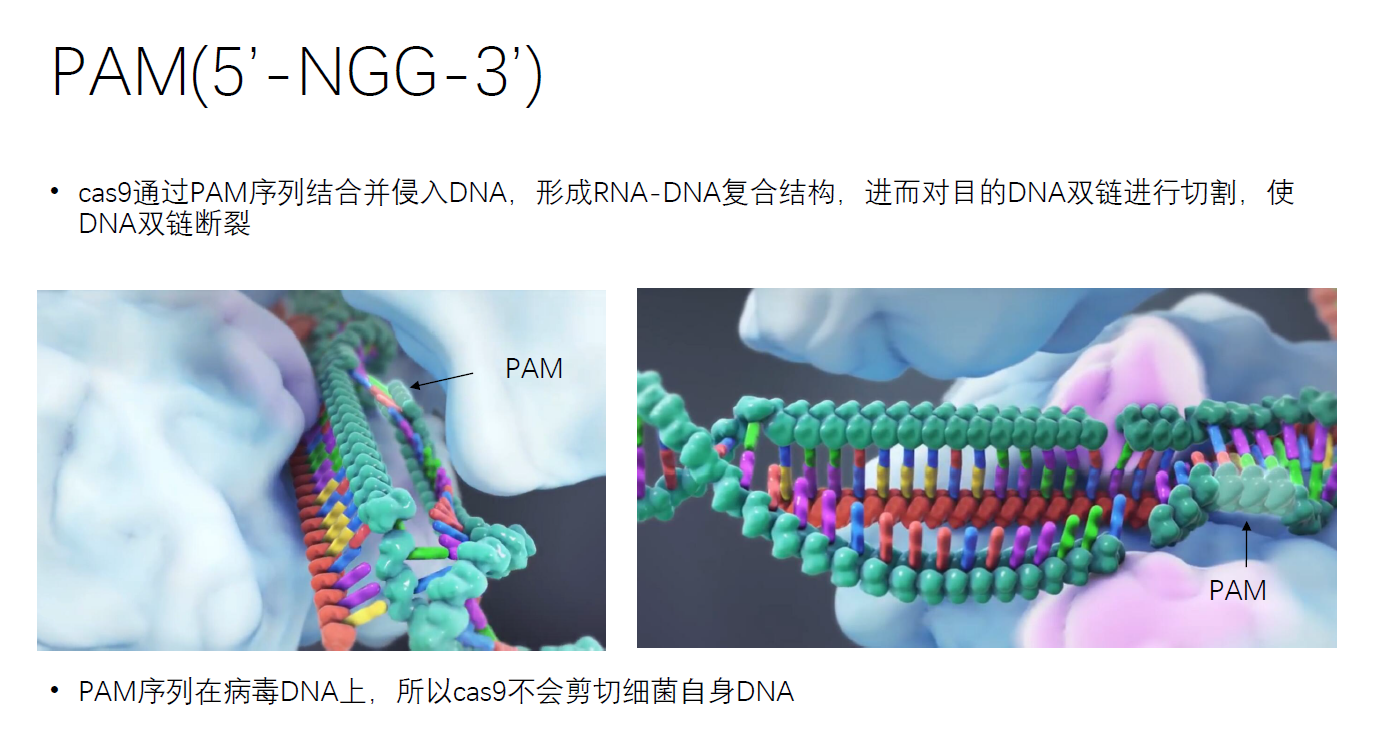 PAM(5’-NGG-3’)
• cas9通过PAM序列结合并侵入DNA，形成RNA-DNA复合结构，进而对目的DNA双链进行切割，使
DNA双链断裂
PAM
PAM
• PAM序列在病毒DNA上，所以cas9不会剪切细菌自身DNA